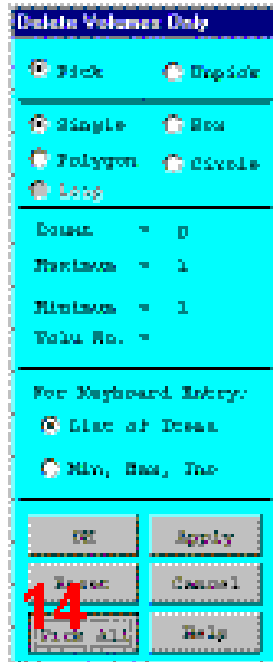 Delete Volumes Only
Pick Unpick
Single Box
Polygon Circle
Loop
Count = 0
Maximum = 1
Minimum = 1
Volu No. =
For Keyboard Entry:
List of Items
Min, Max, Inc
OK Apply
Reset Cancel
14
Pick All Help